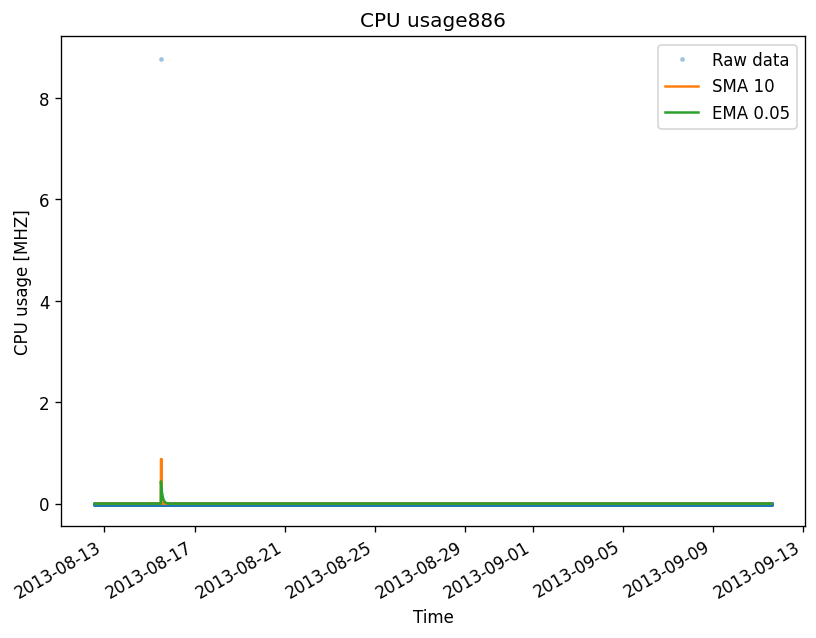 CPU usage886
Raw data
SMA 10
EMA 0.05
CPU usage [MHZ]
8
6
4
2
0
2013-08-13
2013-08-17
2013-08-21
2013-08-25
2013-08-29
2013-09-01
2013-09-05
2013-09-09
2013-09-13
Time